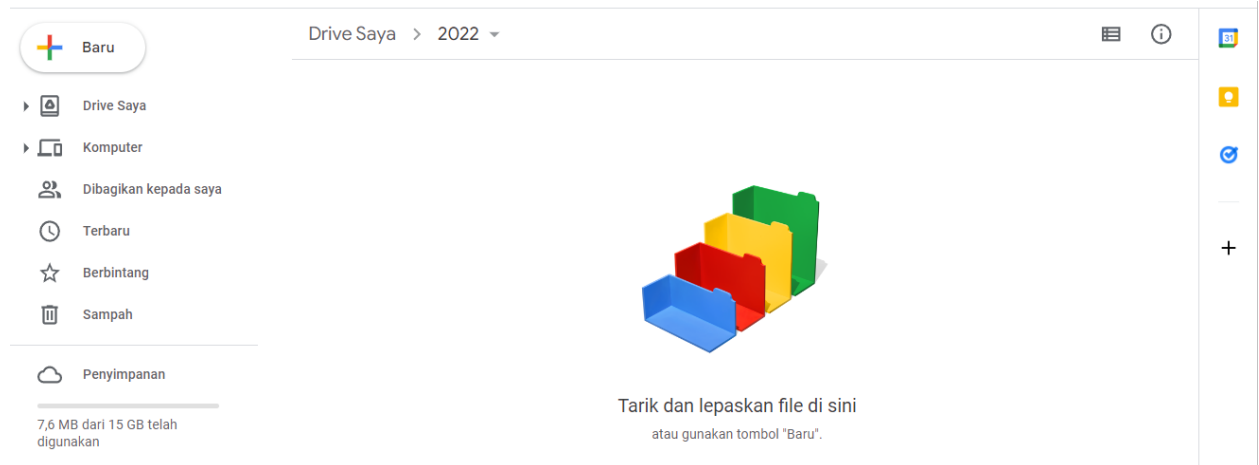 Baru
Drive Saya > 2022
Drive Saya
Komputer
Dibagikan kepada saya
Terbaru
Berbintang
Sampah
Penyimpanan
7,6 MB dari 15 GB telah
digunakan
Tarik dan lepaskan file di sini
atau gunakan tombol "Baru".
31